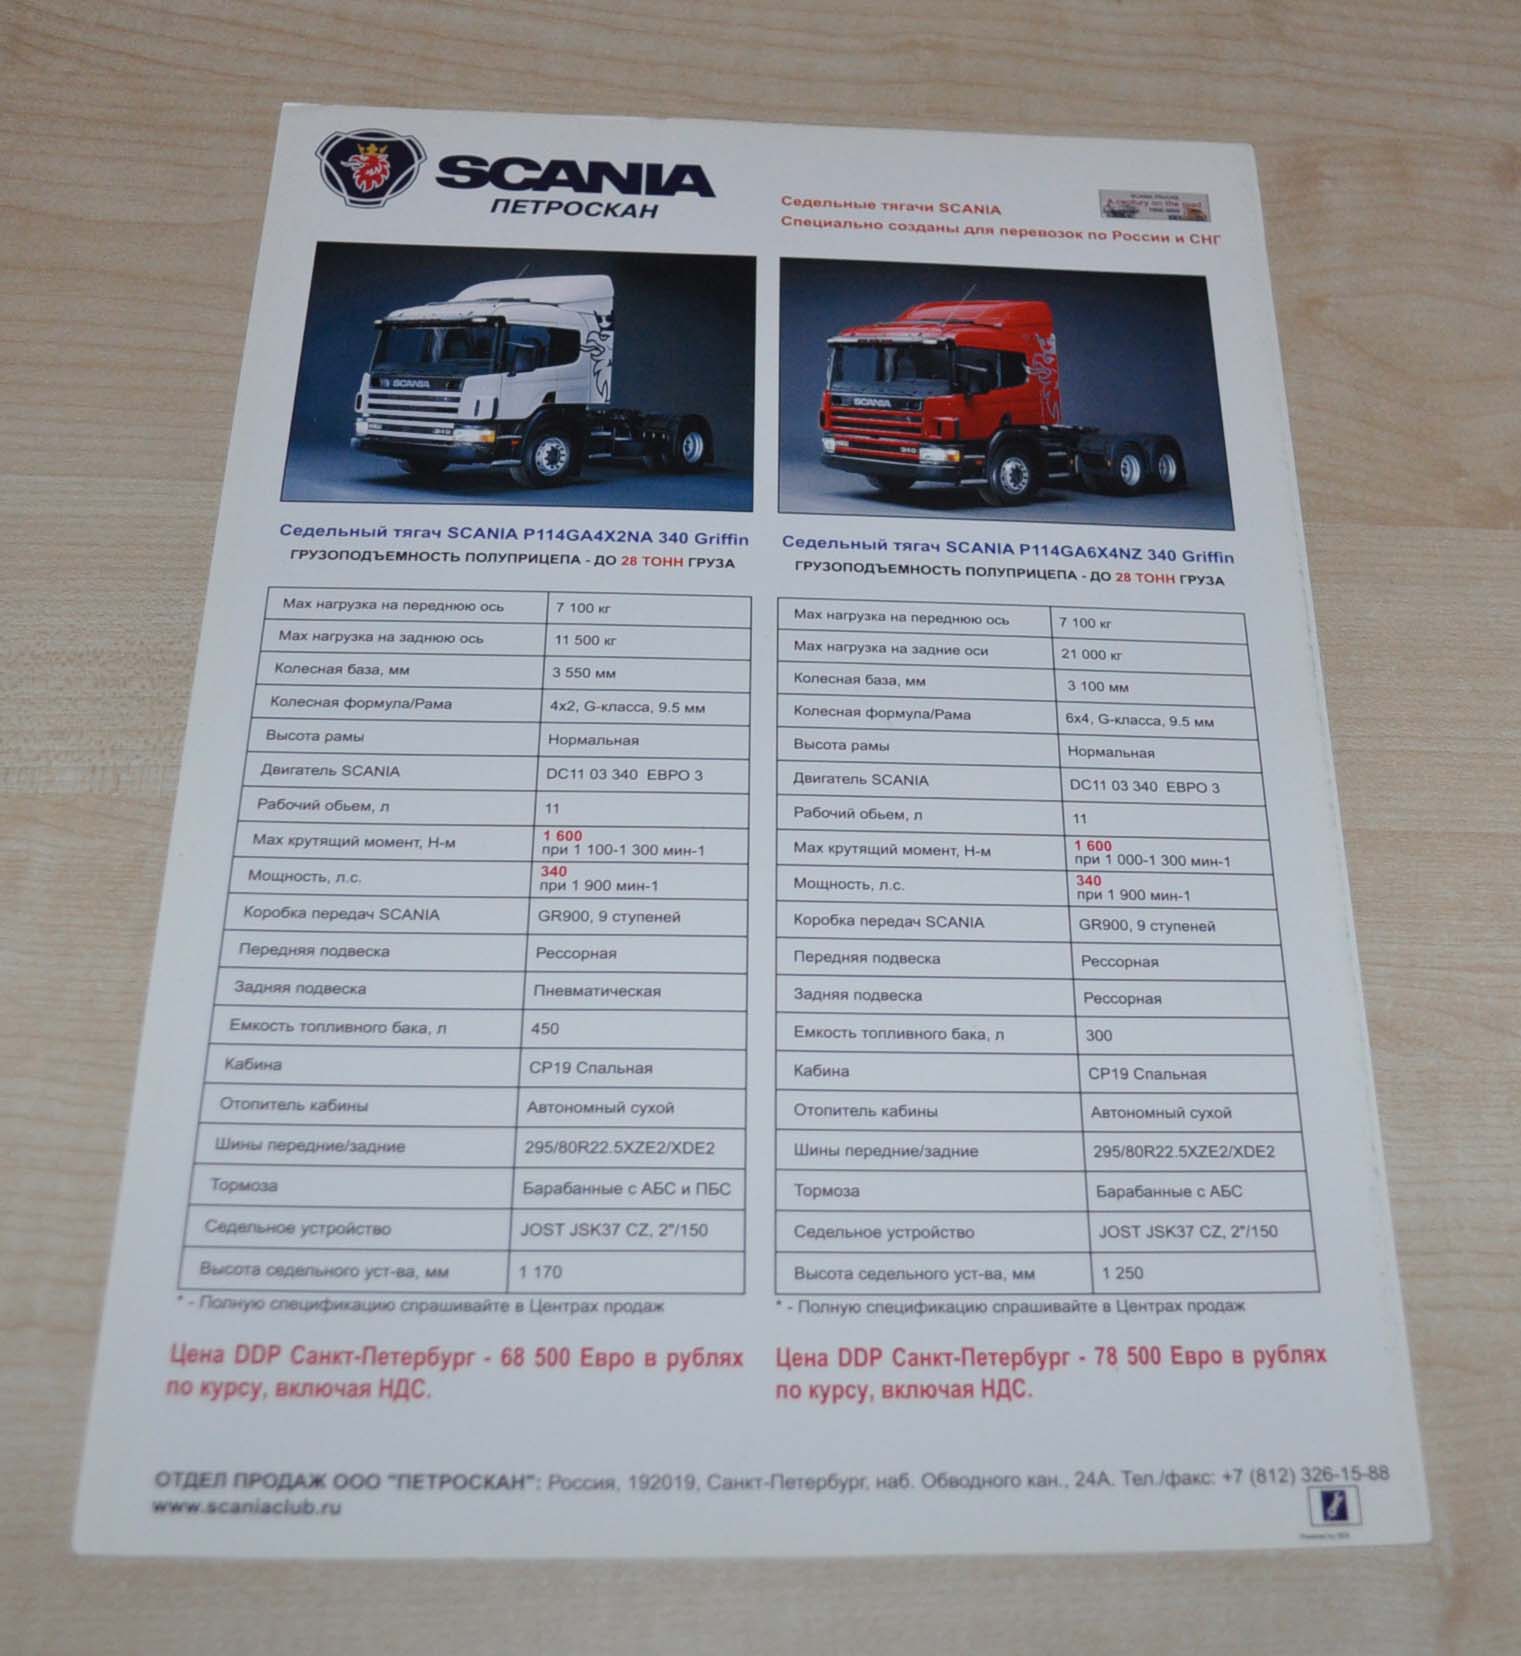 SCANIA
ПЕТРОСКАН
Седельные тягачи SCANIA
Специально созданы для перевозок по России и СНГ
A century on the road
SCANIA
340
SCANIA
340
Седельный тягач SCANIA P114GA4X2NA 340 Griffin
ГРУЗОПОДЪЕМНОСТЬ ПОЛУПРИЦЕПА - ДО 28 ТОНН ГРУЗА
Мах нагрузка на переднюю ось 7 100 кг
Мах нагрузка на заднюю ось 11 500 кг
Колесная база, мм 3 550 мм
Колесная формула/Рама 4x2, G-класса, 9.5 мм
Высота рамы Нормальная
Двигатель SCANIA DC11 03 340 ЕВРО 3
Рабочий обьем, л 11
Мах крутящий момент, Н-м 1 600
при 1 100-1 300 мин-1
Мощность, л.с. 340
при 1 900 мин-1
Коробка передач SCANIA GR900, 9 ступеней
Передняя подвеска Рессорная
Задняя подвеска Пневматическая
Емкость топливного бака, л 450
Кабина CP19 Спальная
Отопитель кабины Автономный сухой
Шины передние/задние 295/80R22.5XZE2/XDE2
Тормоза Барабанные с АБС и ПБС
Седельное устройство JOST JSK37 CZ, 2"/150
Высота седельного уст-ва, мм 1 170
* - Полную спецификацию спрашивайте в Центрах продаж
Цена DDP Санкт-Петербург - 68 500 Евро в рублях
по курсу, включая НДС.
Седельный тягач SCANIA P114GA6X4NZ 340 Griffin
ГРУЗОПОДЪЕМНОСТЬ ПОЛУПРИЦЕПА - ДО 28 ТОНН ГРУЗА
Мах нагрузка на переднюю ось 7 100 кг
Мах нагрузка на задние оси 21 000 кг
Колесная база, мм 3 100 мм
Колесная формула/Рама 6x4, G-класса, 9.5 мм
Высота рамы Нормальная
Двигатель SCANIA DC11 03 340 ЕВРО 3
Рабочий обьем, л 11
Мах крутящий момент, Н-м 1 600
при 1 000-1 300 мин-1
Мощность, л.с. 340
при 1 900 мин-1
Коробка передач SCANIA GR900, 9 ступеней
Передняя подвеска Рессорная
Задняя подвеска Рессорная
Емкость топливного бака, л 300
Кабина CP19 Спальная
Отопитель кабины Автономный сухой
Шины передние/задние 295/80R22.5XZE2/XDE2
Тормоза Барабанные с АБС
Седельное устройство JOST JSK37 CZ, 2"/150
Высота седельного уст-ва, мм 1 250
* - Полную спецификацию спрашивайте в Центрах продаж
Цена DDP Санкт-Петербург - 78 500 Евро в рублях
по курсу, включая НДС.
ОТДЕЛ ПРОДАЖ ООО "ПЕТРОСКАН": Россия, 192019, Санкт-Петербург, наб. Обводного кан., 24А. Тел./факс: +7 (812) 326-15-88
www.scaniaclub.ru